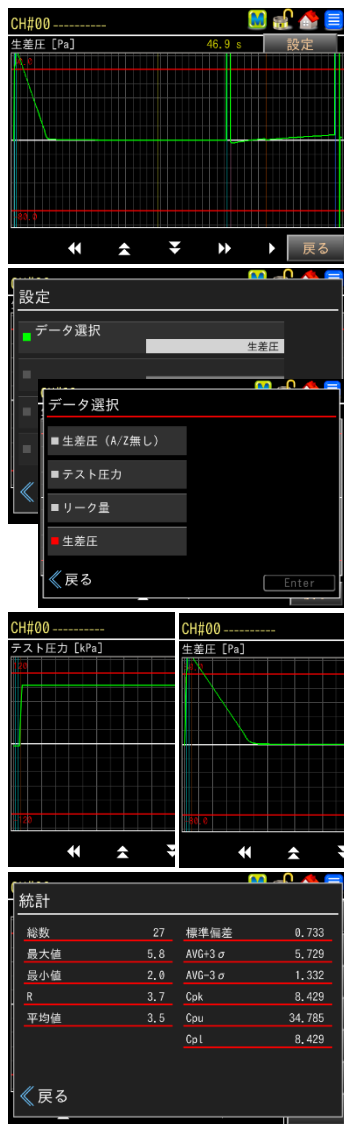 CH#00 ----------
生差圧 [Pa]
46.9 s
設定
80.0
戻る
設定
データ選択
生差圧
データ選択
生差圧（A/Z無し）
テスト圧力
リーク量
生差圧
戻る
Enter
CH#00 ----------
テスト圧力 [kPa]
CH#00 ----------
生差圧 [Pa]
統計
総数 27
最大値 5.8
最小値 2.0
R 3.7
平均値 3.5
標準偏差 0.733
AVG+3σ 5.729
AVG-3σ 1.332
Cpk 8.429
Cpu 34.785
Cpl 8.429
戻る